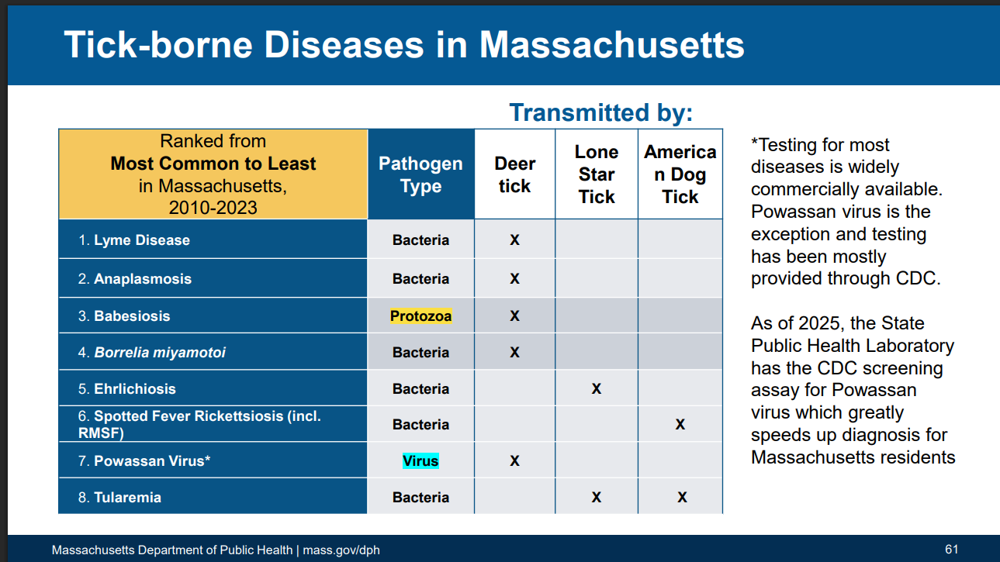 Tick-borne Diseases in Massachusetts
Transmitted by:
Ranked from
Most Common to Least
in Massachusetts,
2010-2023
Pathogen
Type
Deer
tick
Lone
Star
Tick
America
n Dog
Tick
1. Lyme Disease Bacteria X
2. Anaplasmosis Bacteria X
3. Babesiosis Protozoa X
4. Borrelia miyamotoi Bacteria X
5. Ehrlichiosis Bacteria X
6. Spotted Fever Rickettsiosis (incl.
RMSF) Bacteria X
7. Powassan Virus* Virus X
8. Tularemia Bacteria X X
*Testing for most
diseases is widely
commercially available.
Powassan virus is the
exception and testing
has been mostly
provided through CDC.
As of 2025, the State
Public Health Laboratory
has the CDC screening
assay for Powassan
virus which greatly
speeds up diagnosis for
Massachusetts residents
Massachusetts Department of Public Health | mass.gov/dph
61